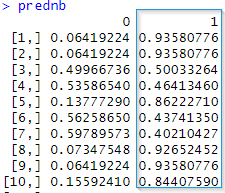 > prednb
0 1
[1,] 0.06419224 0.93580776
[2,] 0.06419224 0.93580776
[3,] 0.49966736 0.50033264
[4,] 0.53586540 0.46413460
[5,] 0.13777290 0.86222710
[6,] 0.56258650 0.43741350
[7,] 0.59789573 0.40210427
[8,] 0.07347548 0.92652452
[9,] 0.06419224 0.93580776
[10,] 0.15592410 0.84407590